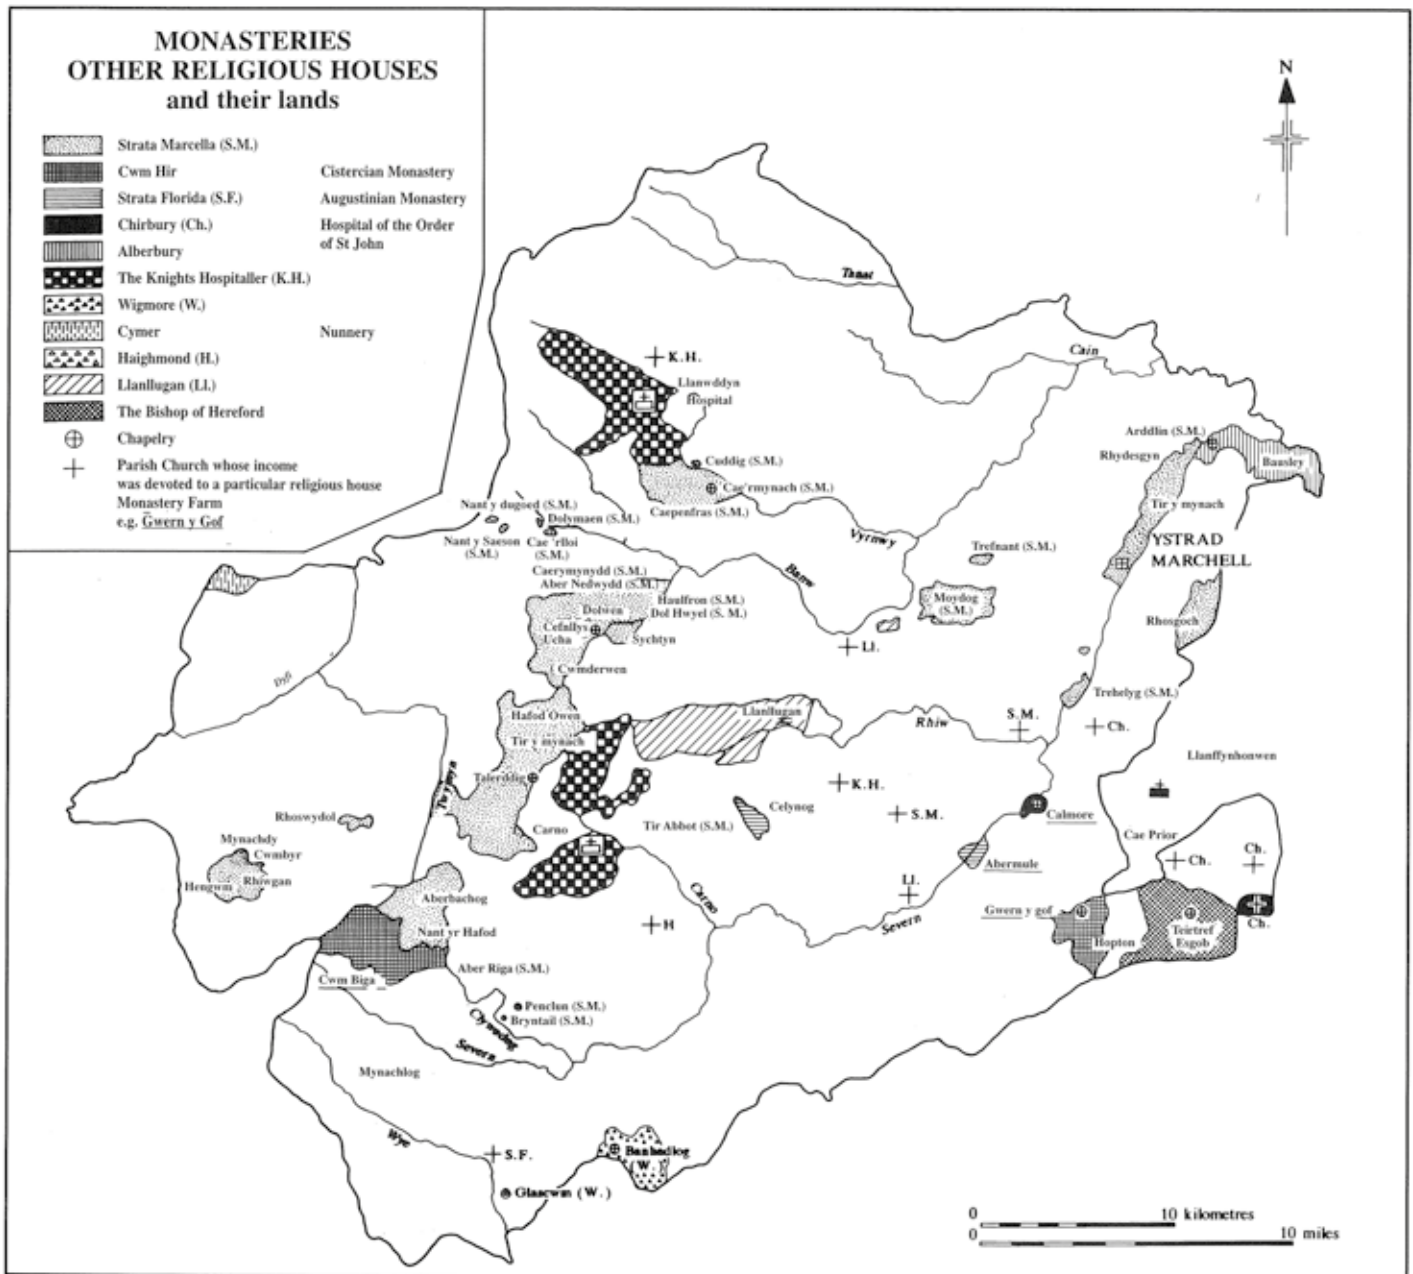 MONASTERIES
OTHER RELIGIOUS HOUSES
and their lands
Strata Marcella (S.M.)
Cwm Hir Cistercian Monastery
Strata Florida (S.F.) Augustinian Monastery
Chirbury (Ch.) Hospital of the Order
of St John
Alberbury
The Knights Hospitaller (K.H.)
Wigmore (W.)
Cymer Nunnery
Haighmond (H.)
Llanllugan (Ll.)
The Bishop of Hereford
Chapelry
Parish Church whose income
was devoted to a particular religious house
Monastery Farm
e.g. Gwern y Gof
N
Tanat
Cain
K.H.
Llanwddyn
Hospital
Arddlin (S.M.)
Rhydesgyn
Bausley
Cuddig (S.M.)
Cae'rmynach (S.M.)
Caepenfras (S.M.)
Tir y mynach
Nant y dugoed (S.M.)
Dolymaen (S.M.)
Nant y Saeson
(S.M.)
Cae 'rlloi
(S.M.)
Vyrnwy
Trefnant (S.M.)
YSTRAD
MARCHELL
Caerymynydd (S.M.)
Aber Nedwydd (S.M.)
Banw
Haulfron (S.M.)
Dol Hwyel (S. M.)
Dolwen
Moydog
(S.M.)
Cefnllys
Ucha
Sychtyn
Rhosgoch
Ll.
Cwmderwen
Dyfi
Trehelyg (S.M.)
Hafod Owen
Llanllugan
Rhiw
S.M.
Ch.
Tir y mynach
Llanffynhonwen
Talerddig
Twymyn
K.H.
Celynog
Rhoswydol
S.M.
Calmore
Carno
Tir Abbot (S.M.)
Cae Prior
Mynachdy
Cwmbyr
Ch.
Ch.
Abermule
Hengwm
Rhiwgan
Aberbachog
Ll.
Carno
Gwern y gof
Severn
Teirtref
Esgob
Ch.
Nant yr Hafod
H
Hopton
Aber Riga (S.M.)
Cwm Biga
Penclun (S.M.)
Bryntail (S.M.)
Clywedog
Severn
Mynachlog
Wye
S.F.
Banhadlog
(W.)
Glascwm (W.)
0 10 kilometres
0 10 miles